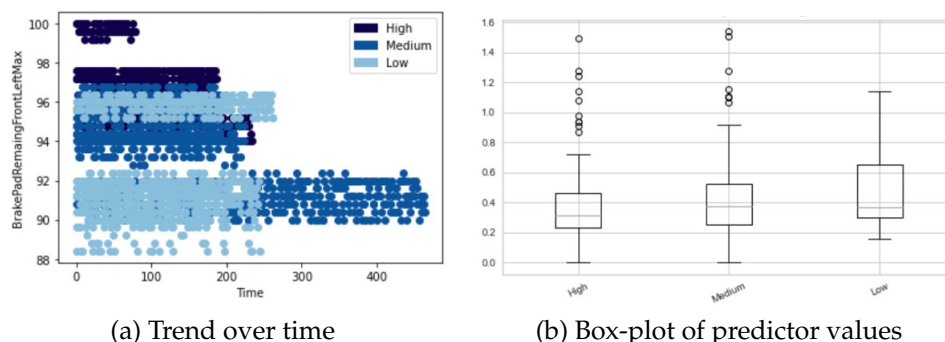 100
98
96
94
92
90
88
BrakePadRemaingFrontLeftMax
High
Medium
Low
0
100
200
300
400
Time
(a) Trend over time
1.6
1.4
1.2
1.0
0.8
0.6
0.4
0.2
0.0
High
Medium
Low
(b) Box-plot of predictor values